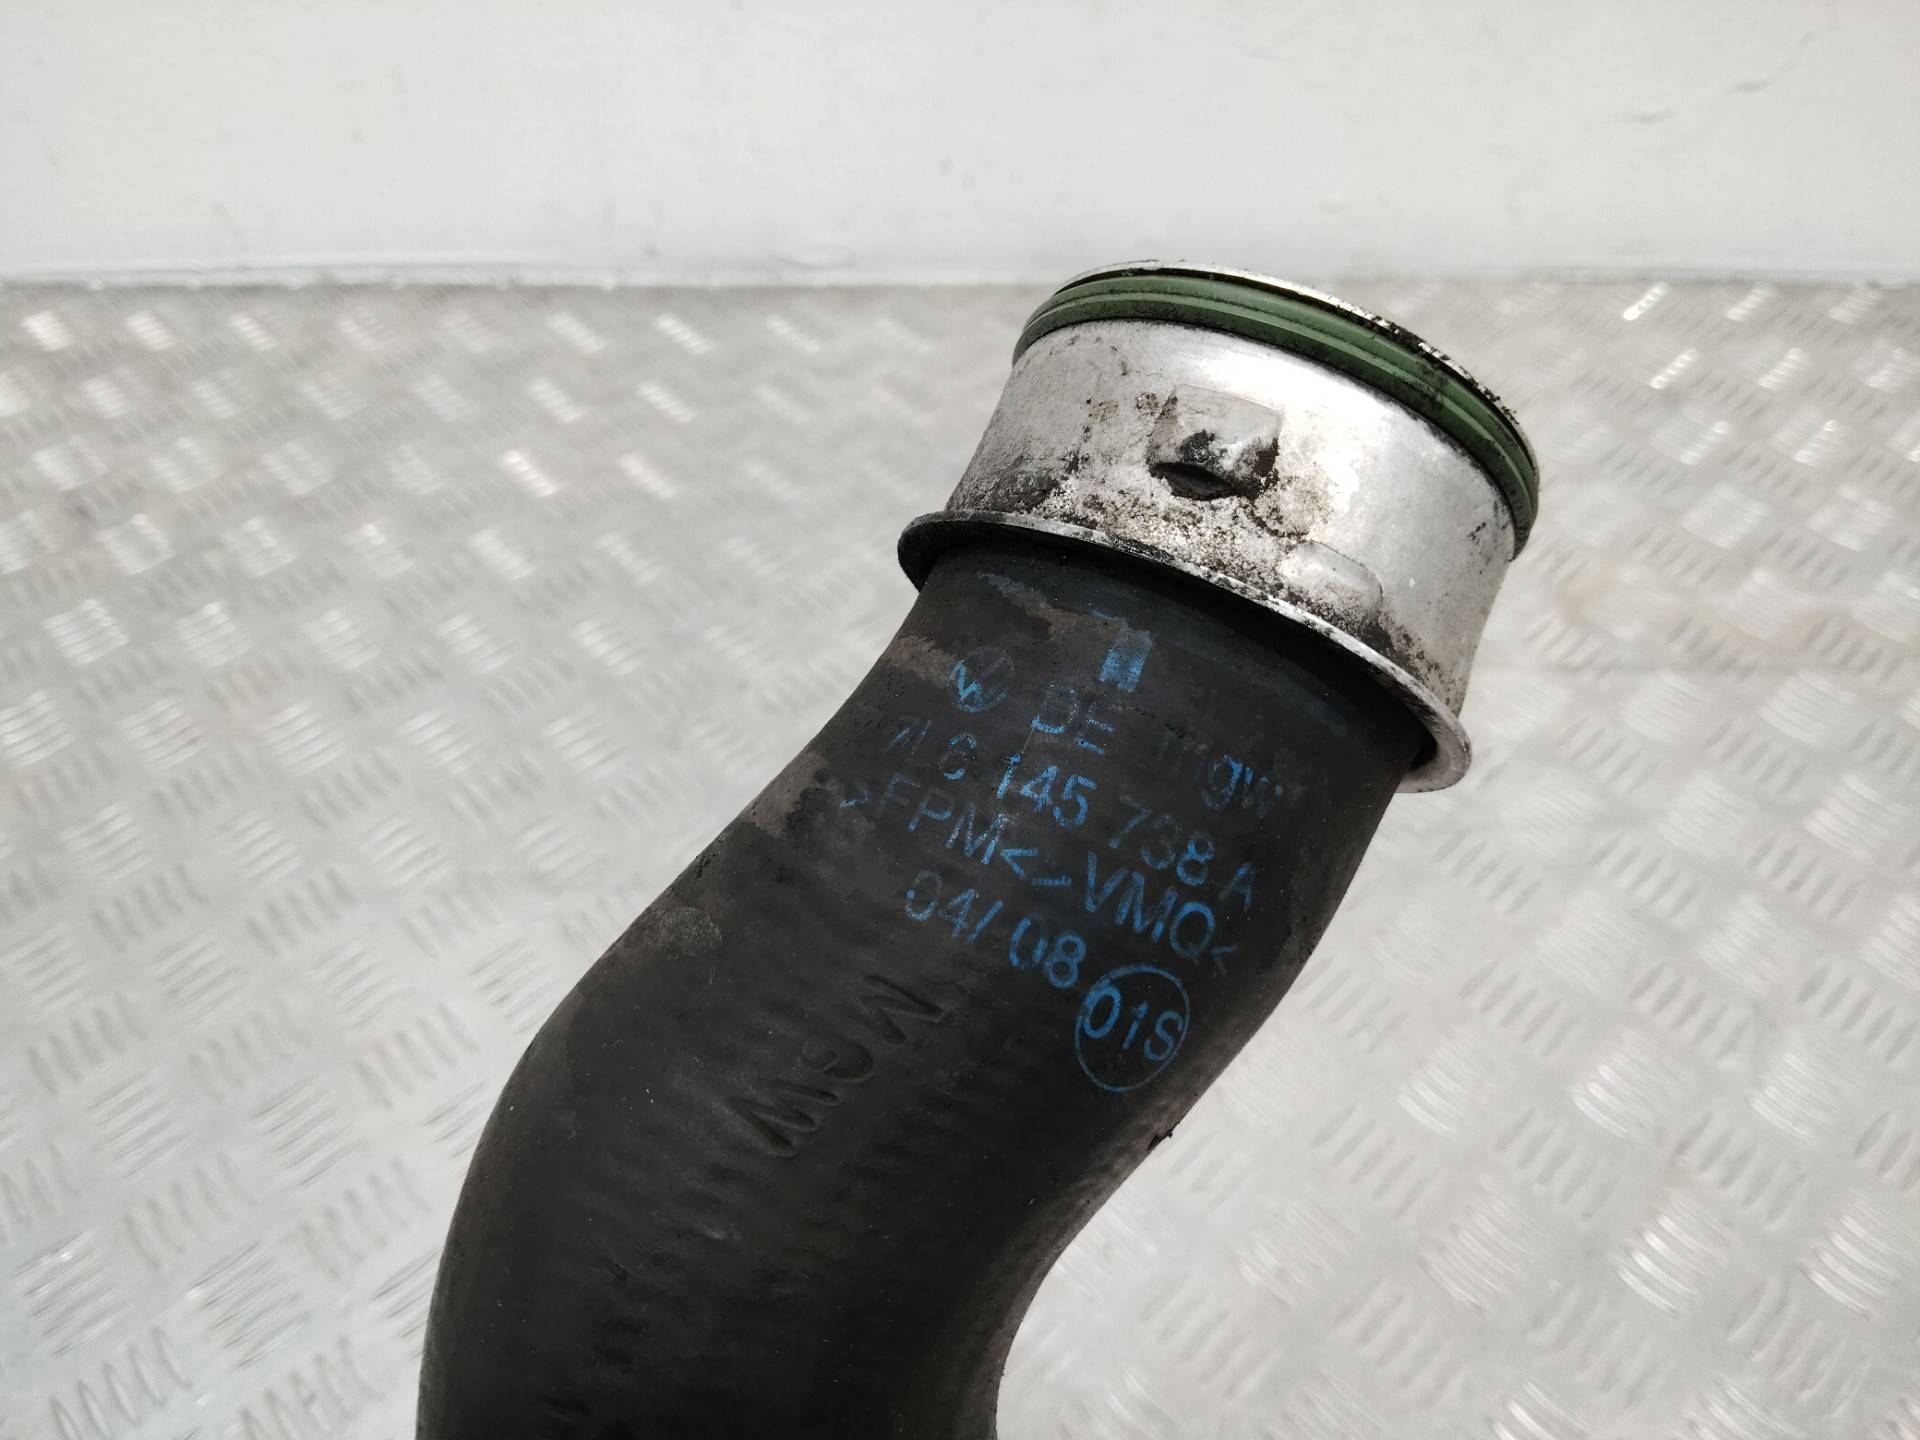 DE mgw
7L6 145 738 A
>FPM<->VMQ<
04/08 01S
MGW